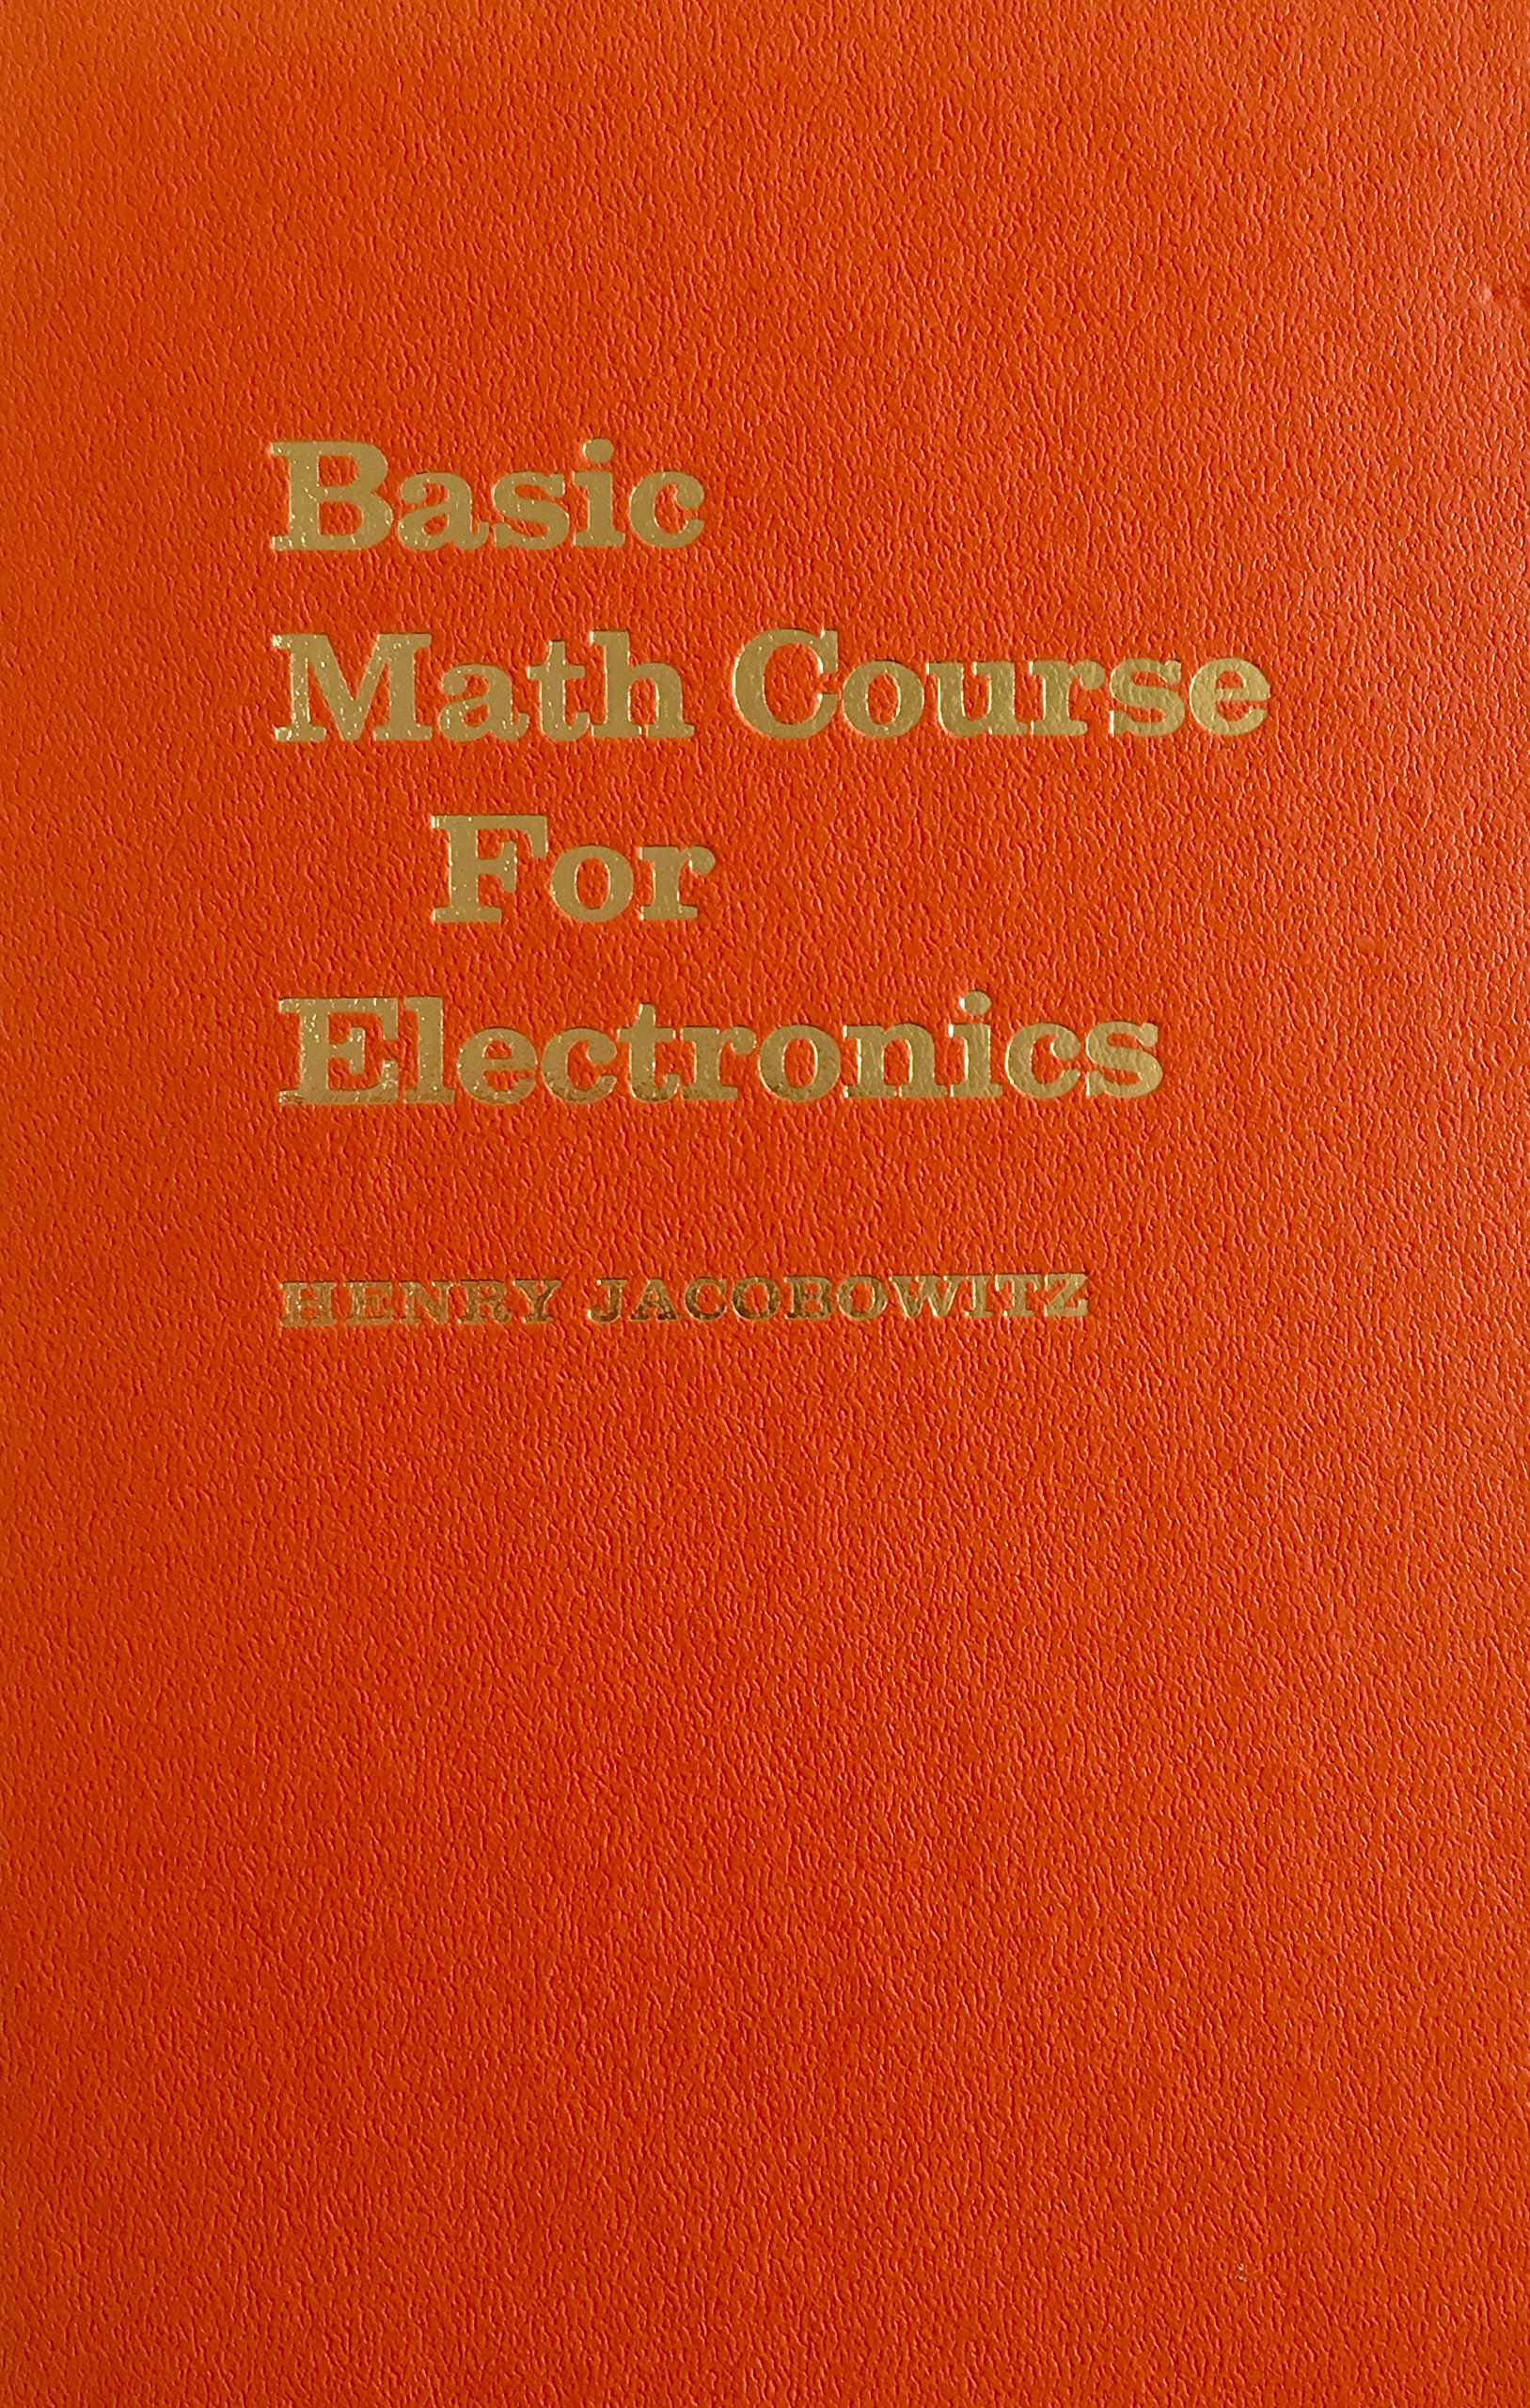 Basic
Math Course
For
Electronics
HENRY JACOBOWITZ